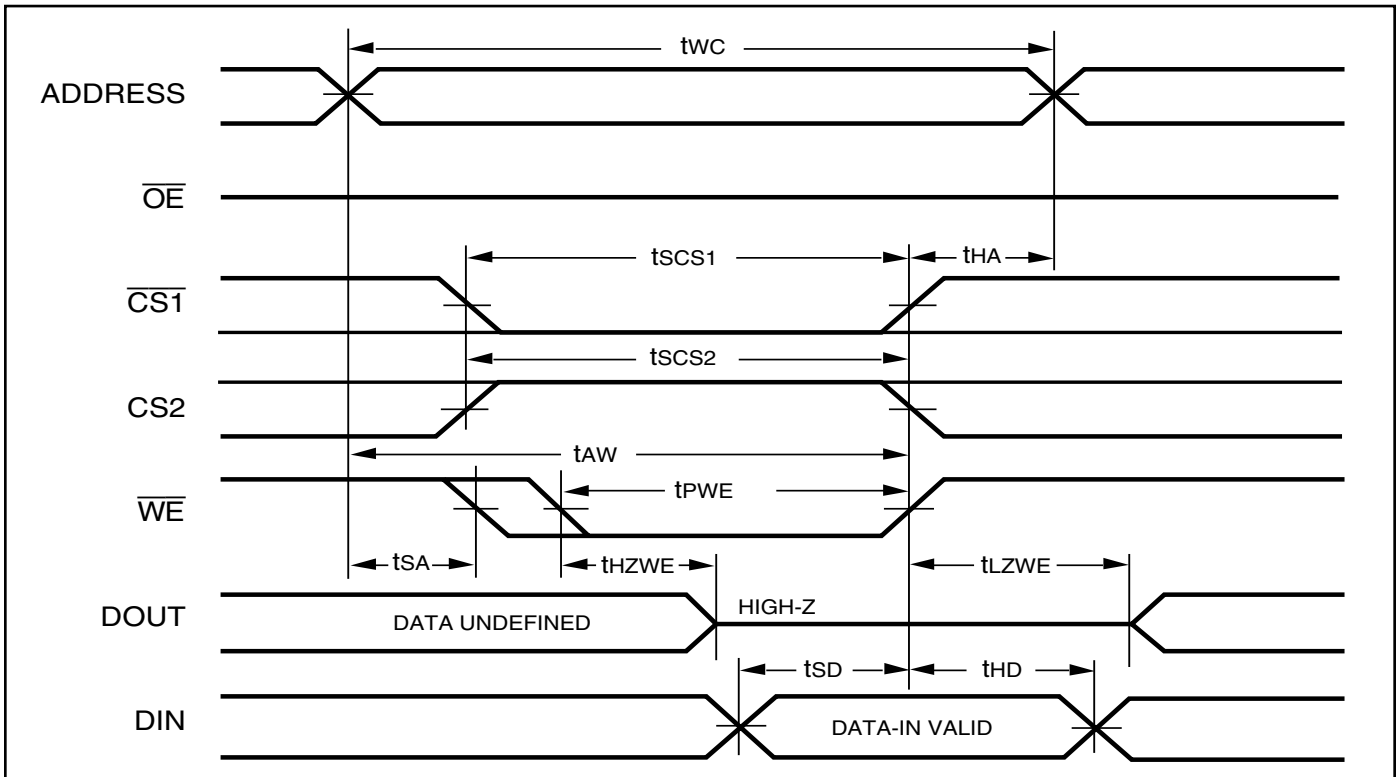 tWC
ADDRESS
OE
tSCS1
tHA
CS1
tSCS2
CS2
tAW
tPWE
WE
tSA
tHZWE
tLZWE
HIGH-Z
DOUT
DATA UNDEFINED
tSD
tHD
DIN
DATA-IN VALID